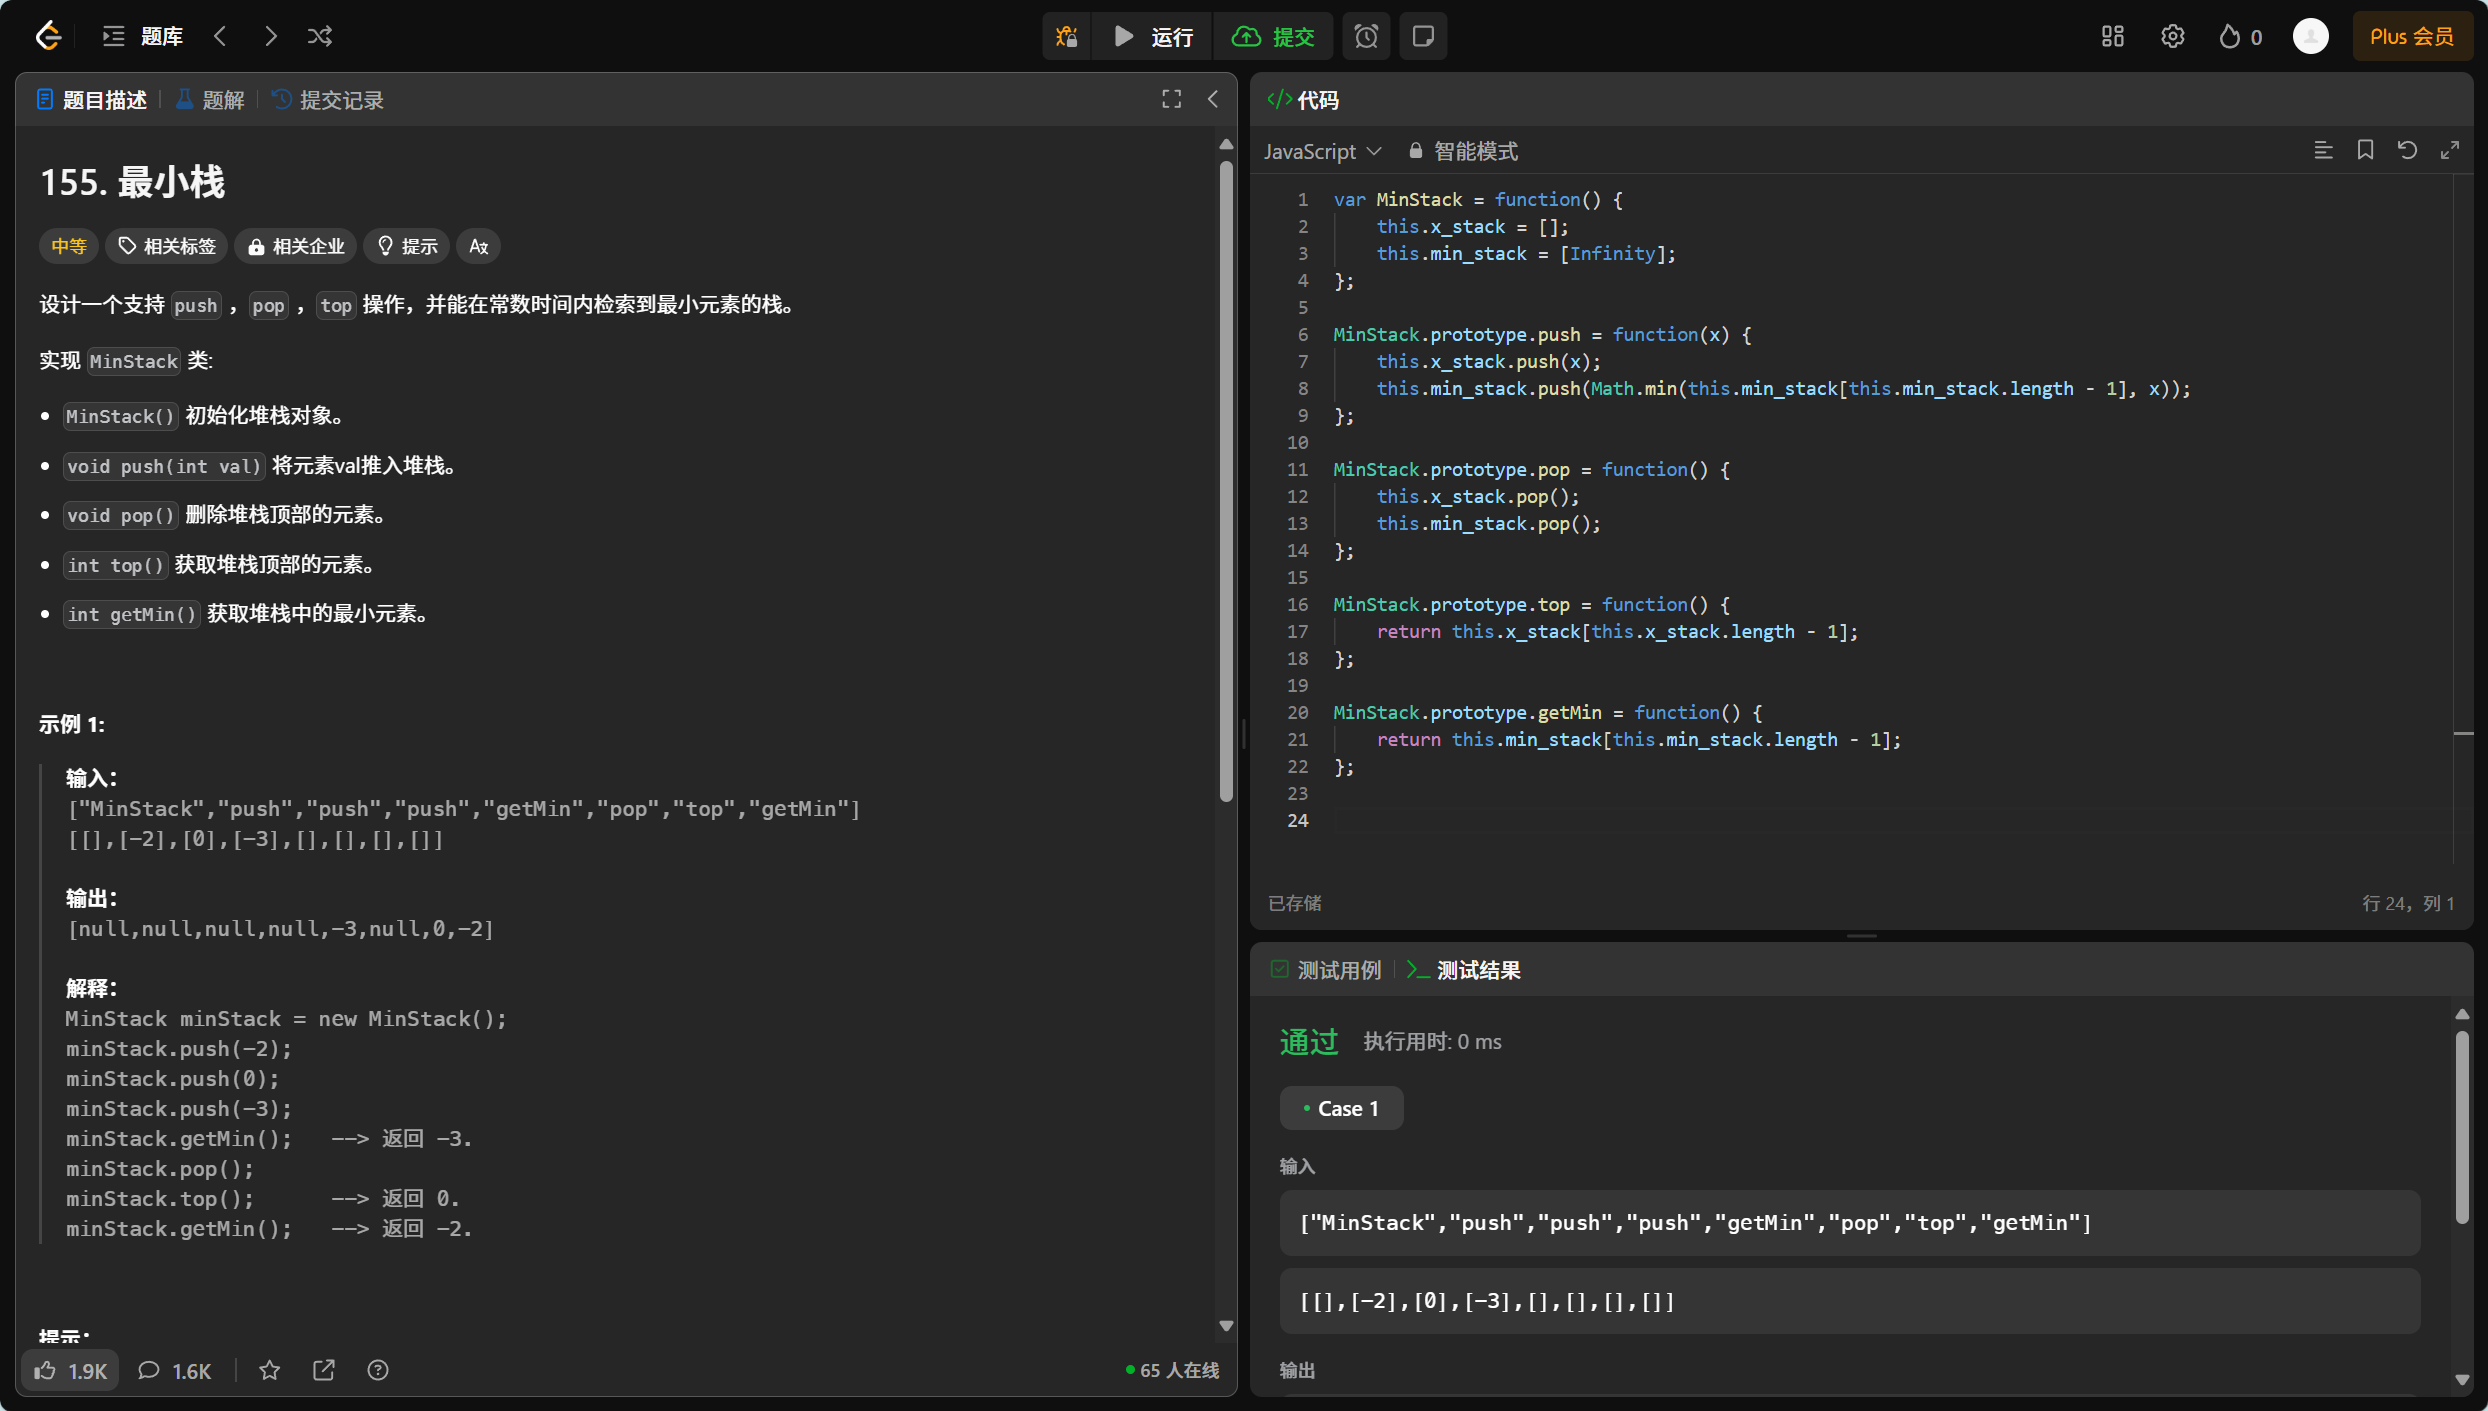 题库
运行
提交
0
Plus 会员
题目描述
题解
提交记录
155. 最小栈
中等
相关标签
相关企业
提示
设计一个支持 push ，pop ，top 操作，并能在常数时间内检索到最小元素的栈。
实现 MinStack 类:
• MinStack() 初始化堆栈对象。
• void push(int val) 将元素val推入堆栈。
• void pop() 删除堆栈顶部的元素。
• int top() 获取堆栈顶部的元素。
• int getMin() 获取堆栈中的最小元素。
示例 1:
输入：
["MinStack","push","push","push","getMin","pop","top","getMin"]
[[],[-2],[0],[-3],[],[],[],[]]
输出：
[null,null,null,null,-3,null,0,-2]
解释：
MinStack minStack = new MinStack();
minStack.push(-2);
minStack.push(0);
minStack.push(-3);
minStack.getMin();   --> 返回 -3.
minStack.pop();
minStack.top();      --> 返回 0.
minStack.getMin();   --> 返回 -2.
提示：
1.9K
1.6K
65 人在线
</> 代码
JavaScript
智能模式
1 var MinStack = function() {
2     this.x_stack = [];
3     this.min_stack = [Infinity];
4 };
5
6 MinStack.prototype.push = function(x) {
7     this.x_stack.push(x);
8     this.min_stack.push(Math.min(this.min_stack[this.min_stack.length - 1], x));
9 };
10
11 MinStack.prototype.pop = function() {
12     this.x_stack.pop();
13     this.min_stack.pop();
14 };
15
16 MinStack.prototype.top = function() {
17     return this.x_stack[this.x_stack.length - 1];
18 };
19
20 MinStack.prototype.getMin = function() {
21     return this.min_stack[this.min_stack.length - 1];
22 };
23
24
已存储
行 24，列 1
测试用例
测试结果
通过
执行用时: 0 ms
• Case 1
输入
["MinStack","push","push","push","getMin","pop","top","getMin"]
[[],[-2],[0],[-3],[],[],[],[]]
输出